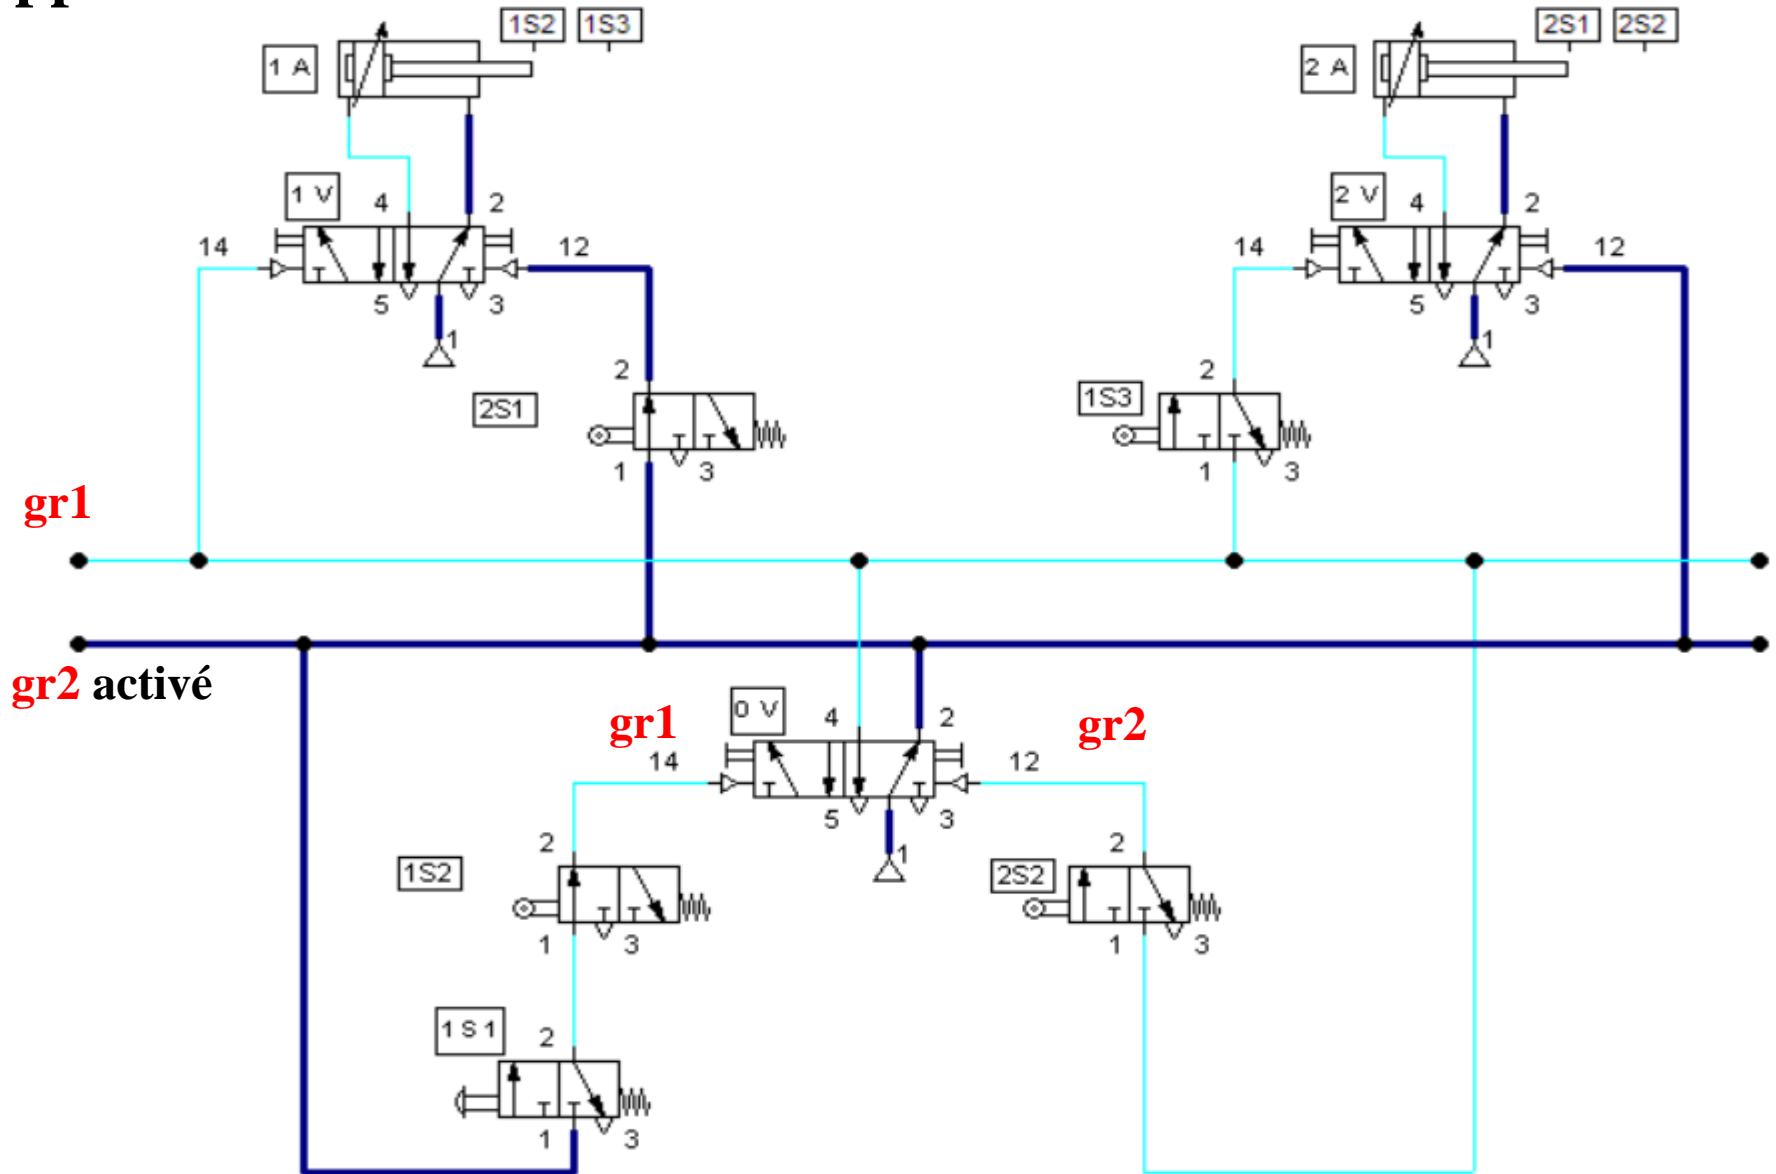 1S2 1S3 2S1 2S2
1 A 2 A
1 V 4 2 2 V 4 2
14 12 14 12
5 3 5 3
1 1
2 2
2S1 1S3
1 3 1 3
gr1
gr2 activé
0 V
gr1 4 2 gr2
14 12
5 3
1
2 2
1S2 2S2
1 3 1 3
1 S 1 2
1 3